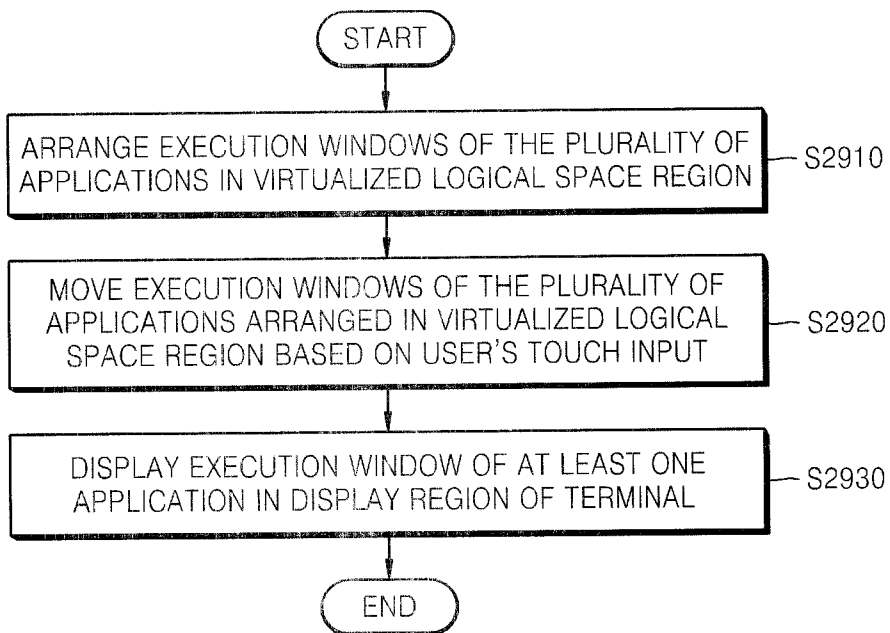 START
ARRANGE EXECUTION WINDOWS OF THE PLURALITY OF
APPLICATIONS IN VIRTUALIZED LOGICAL SPACE REGION
S2910
MOVE EXECUTION WINDOWS OF THE PLURALITY OF
APPLICATIONS ARRANGED IN VIRTUALIZED LOGICAL
SPACE REGION BASED ON USER'S TOUCH INPUT
S2920
DISPLAY EXECUTION WINDOW OF AT LEAST ONE
APPLICATION IN DISPLAY REGION OF TERMINAL
S2930
END